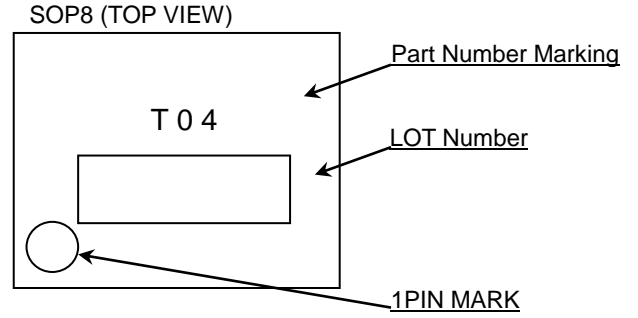 SOP8 (TOP VIEW)
Part Number Marking
T 0 4
LOT Number
1PIN MARK